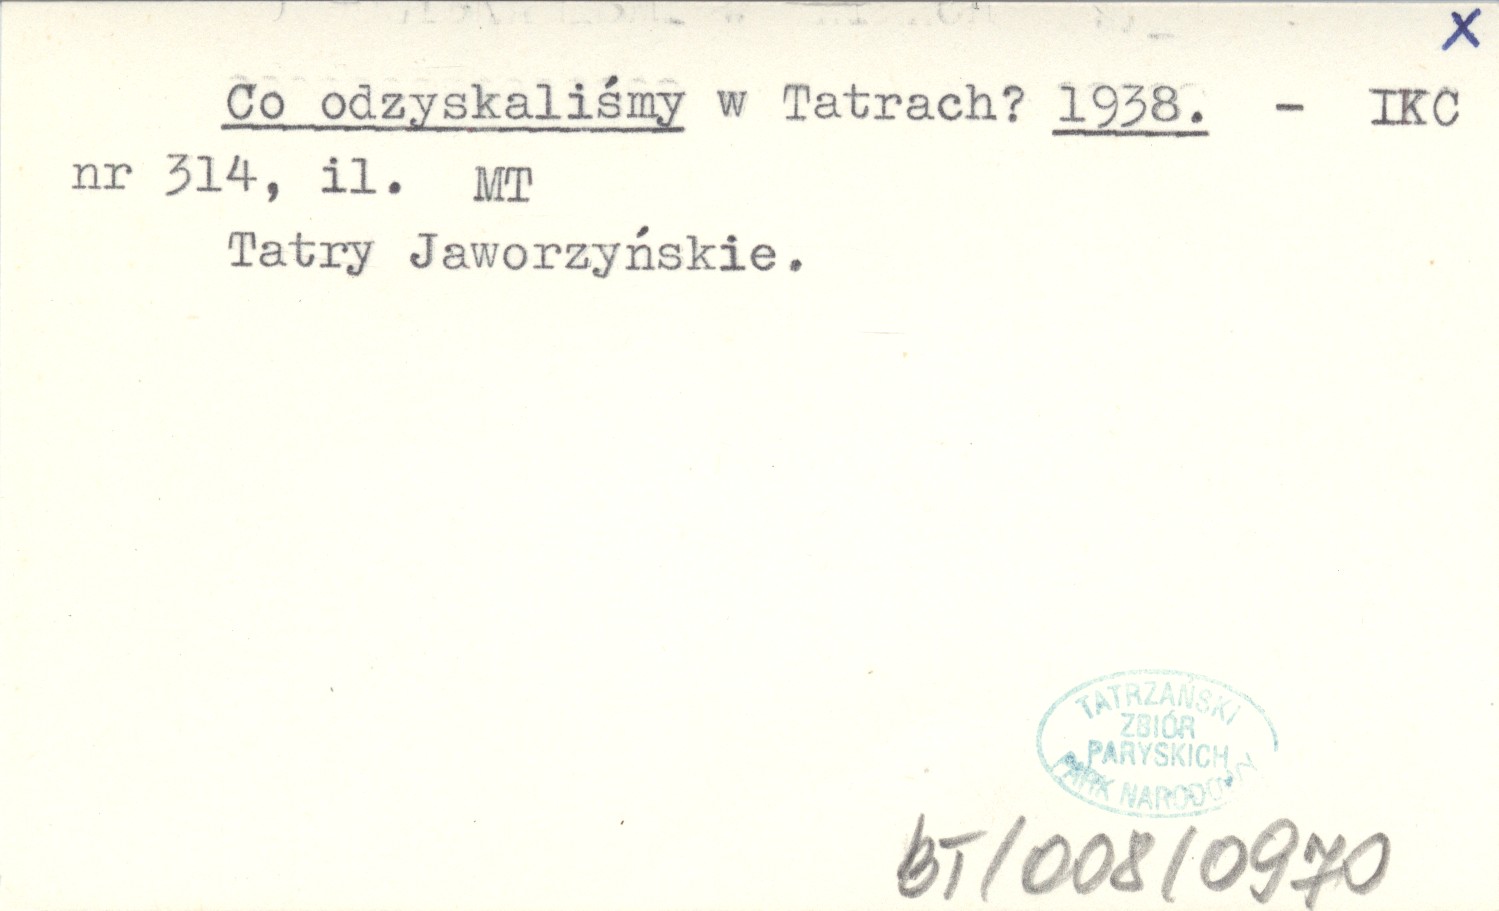 x
Co odzyskaliśmy w Tatrach? 1938. - IKC
nr 314, il. MT
Tatry Jaworzyńskie.
TATRZAŃSKI
ZBIÓR
PARYSKICH
PARK NARODOWY
BT/008/0970